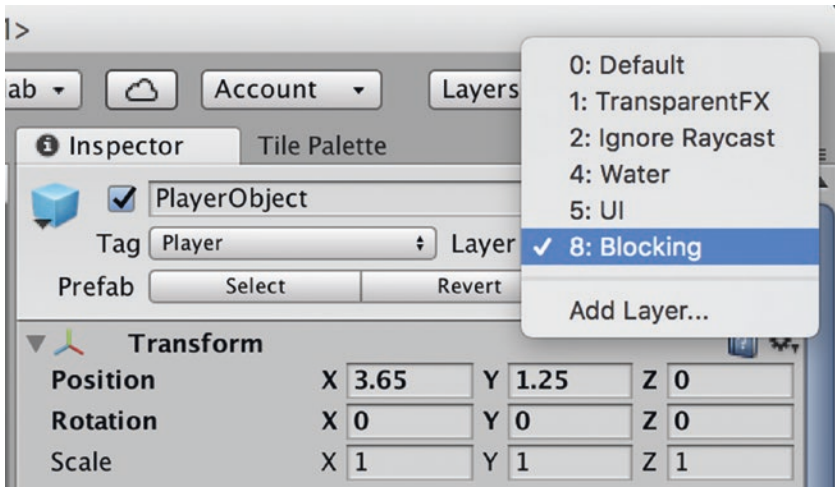 1>
lab Account Layers
Inspector Tile Palette
PlayerObject
Tag Player Layer
Prefab Select Revert
0: Default
1: TransparentFX
2: Ignore Raycast
4: Water
5: UI
8: Blocking
Add Layer...
Transform
Position X 3.65 Y 1.25 Z 0
Rotation X 0 Y 0 Z 0
Scale X 1 Y 1 Z 1